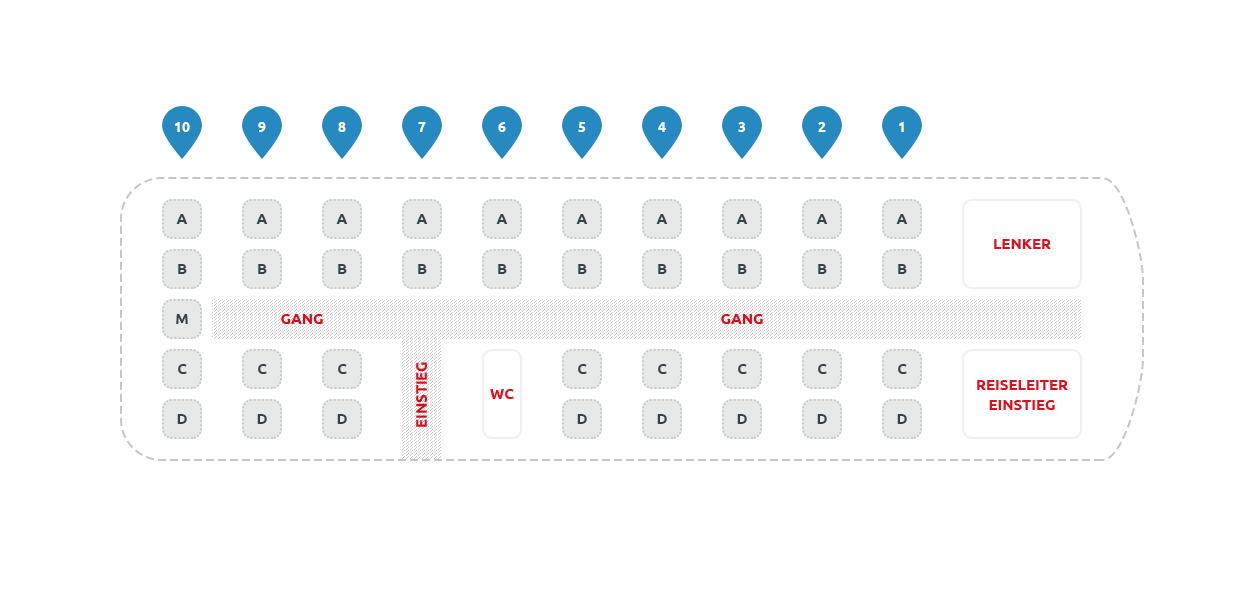 10 9 8 7 6 5 4 3 2 1
A A A A A A A A A A
LENKER
B B B B B B B B B B
M GANG GANG
C C C EINSTIEG WC C C C C C
REISELEITER
EINSTIEG
D D D D D D D D